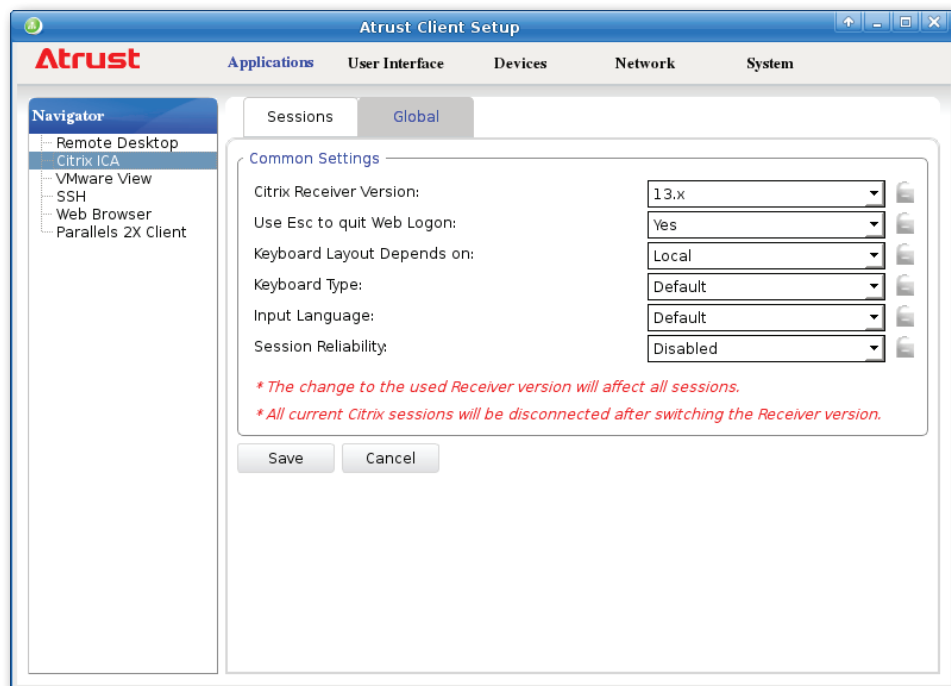 Atrust Client Setup
Atrust
Applications User Interface Devices Network System
Navigator
Remote Desktop
Citrix ICA
VMware View
SSH
Web Browser
Parallels 2X Client
Sessions Global
Common Settings
Citrix Receiver Version: 13.x
Use Esc to quit Web Logon: Yes
Keyboard Layout Depends on: Local
Keyboard Type: Default
Input Language: Default
Session Reliability: Disabled
* The change to the used Receiver version will affect all sessions.
* All current Citrix sessions will be disconnected after switching the Receiver version.
Save Cancel